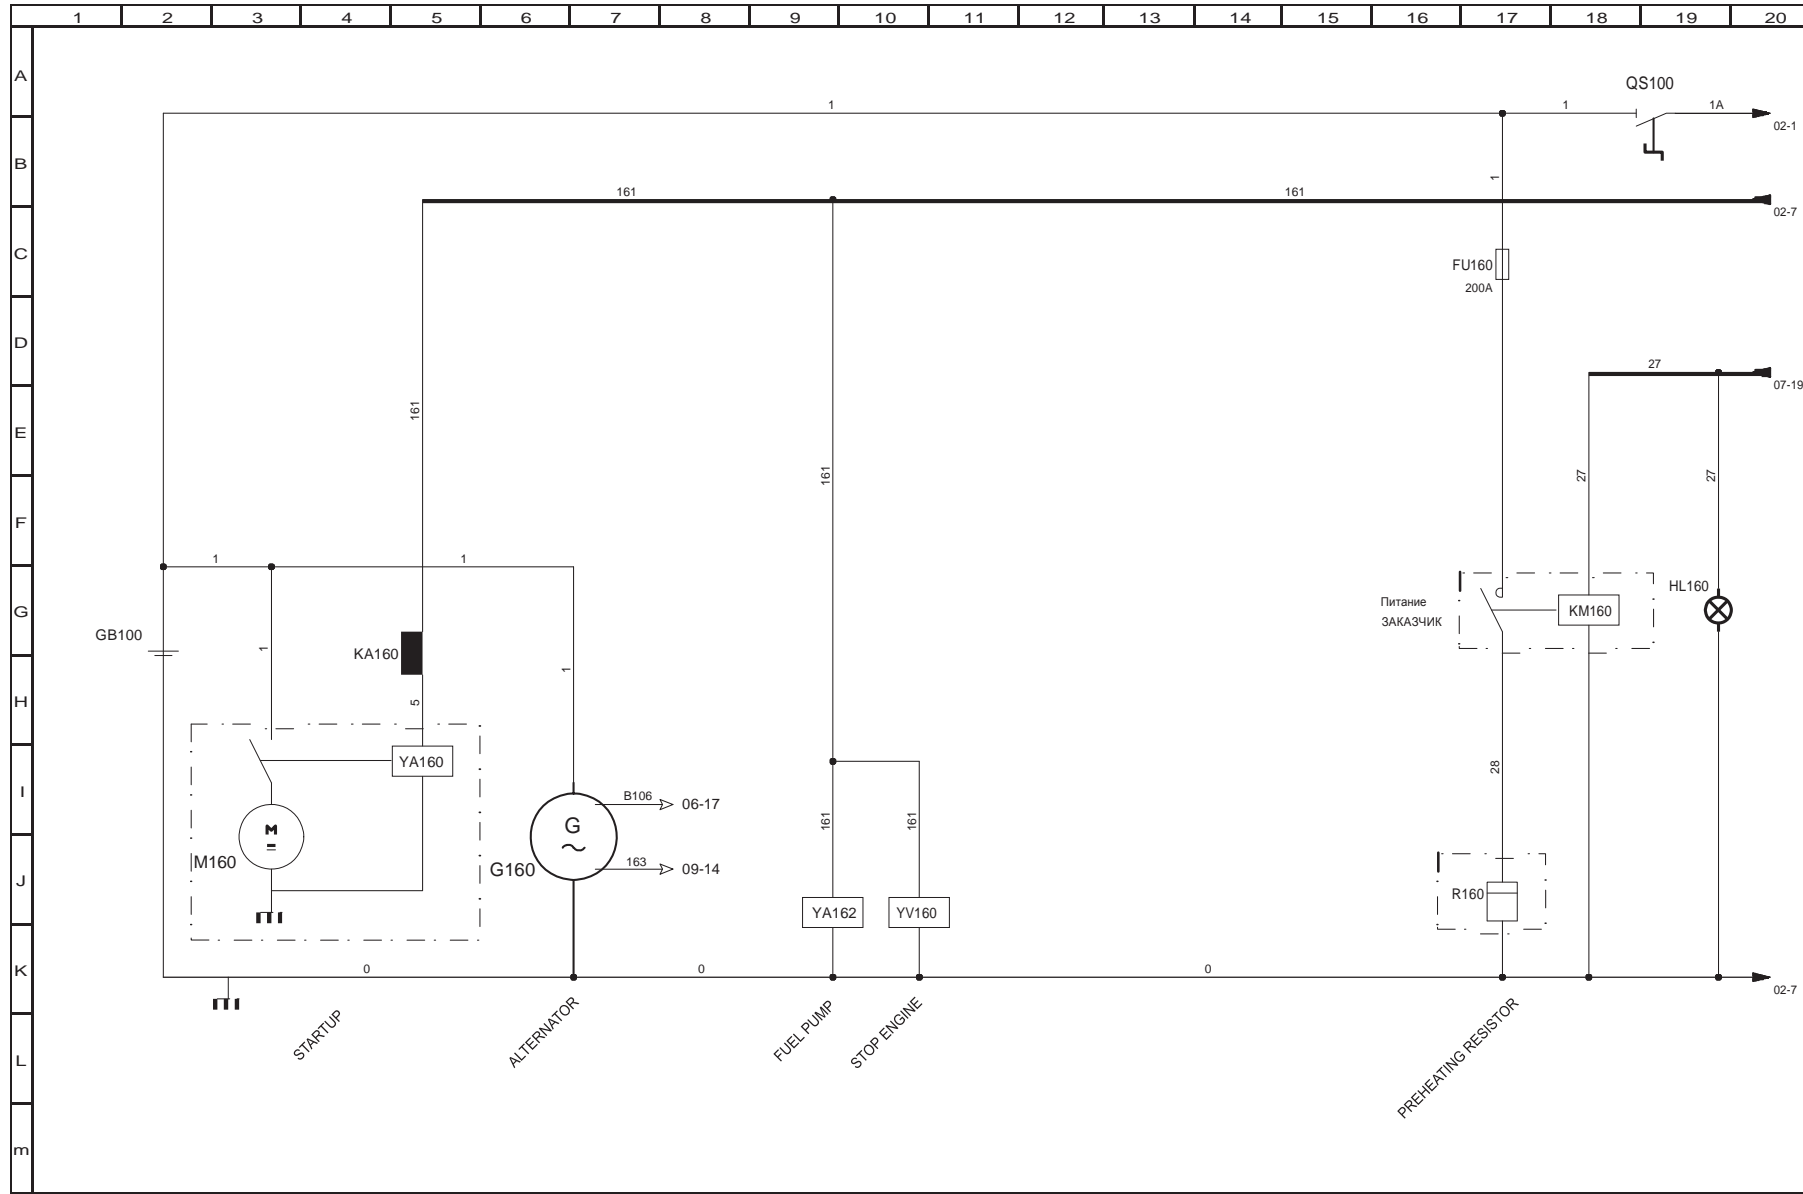 1 2 3 4 5 6 7 8 9 10 11 12 13 14 15 16 17 18 19 20
A
QS100
1 1 1A
02-1
B
1
161 161
02-7
C
FU160
200A
D
27
07-19
161
E
161 27 27
F
1 1
HL160
G
Питание
ЗАКАЗЧИК
KM160
GB100
1
KA160
1
H
5
YA160
28
I
B106 06-17
M
G
161 161
M160
G160
163 09-14
J
R160
YA162 YV160
K
0 0 0
02-7
STARTUP
ALTERNATOR
FUEL PUMP
STOP ENGINE
PREHEATING RESISTOR
L
m